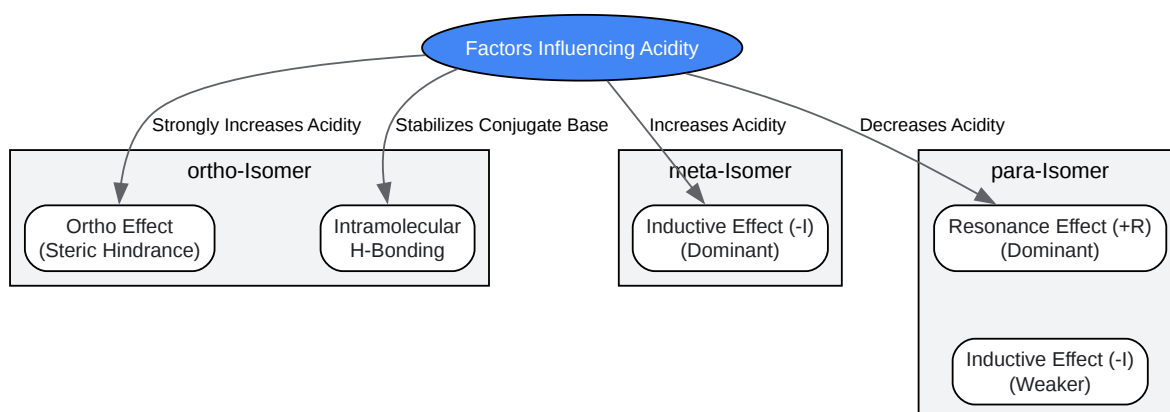 Factors Influencing Acidity
Strongly Increases Acidity
Stabilizes Conjugate Base
Increases Acidity
Decreases Acidity
ortho-Isomer
meta-Isomer
para-Isomer
Ortho Effect
(Steric Hindrance)
Intramolecular
H-Bonding
Inductive Effect (-I)
(Dominant)
Resonance Effect (+R)
(Dominant)
Inductive Effect (-I)
(Weaker)